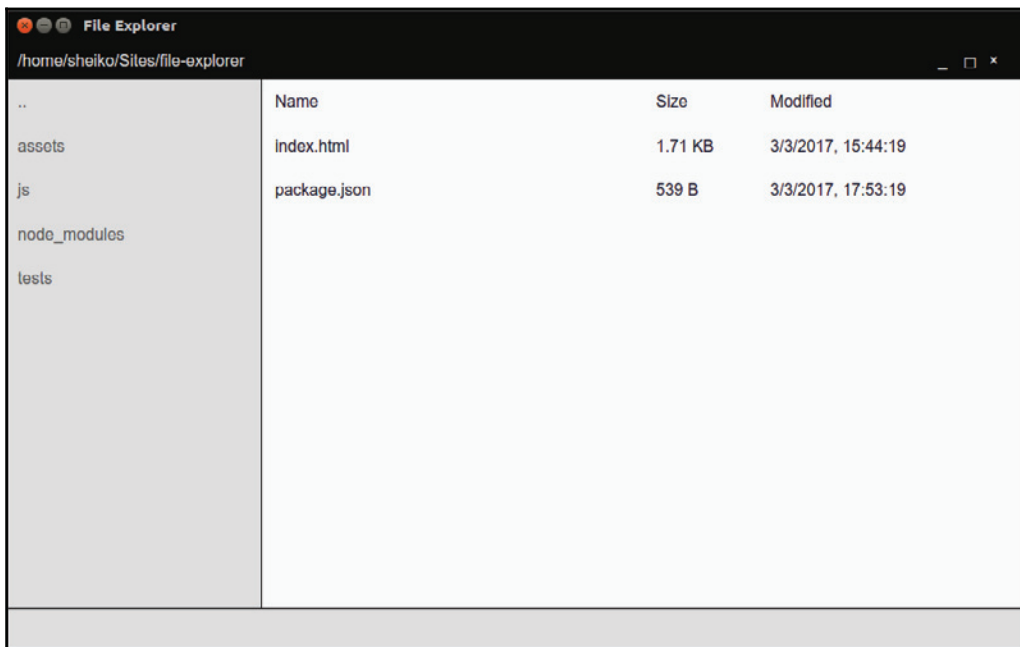 File Explorer
/home/sheiko/Sites/file-explorer
..
assets
js
node_modules
tests
Name Size Modified
index.html 1.71 KB 3/3/2017, 15:44:19
package.json 539 B 3/3/2017, 17:53:19